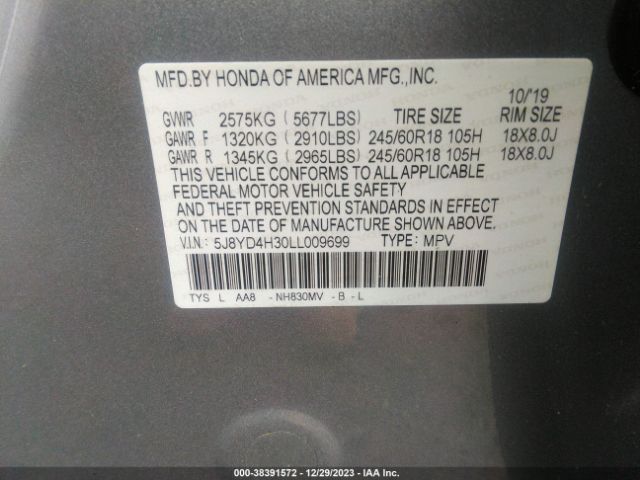 MFD.BY HONDA OF AMERICA MFG.,INC.
10/'19
GVWR 2575KG (5677LBS) TIRE SIZE RIM SIZE
GAWR F 1320KG (2910LBS) 245/60R18 105H 18X8.0J
GAWR R 1345KG (2965LBS) 245/60R18 105H 18X8.0J
THIS VEHICLE CONFORMS TO ALL APPLICABLE
FEDERAL MOTOR VEHICLE SAFETY
AND THEFT PREVENTION STANDARDS IN EFFECT
ON THE DATE OF MANUFACTURE SHOWN ABOVE.
V.I.N: 5J8YD4H30LL009699 TYPE: MPV
TYS L AA8 -NH830MV -B-L
000-38391572 - 12/29/2023 - IAA Inc.